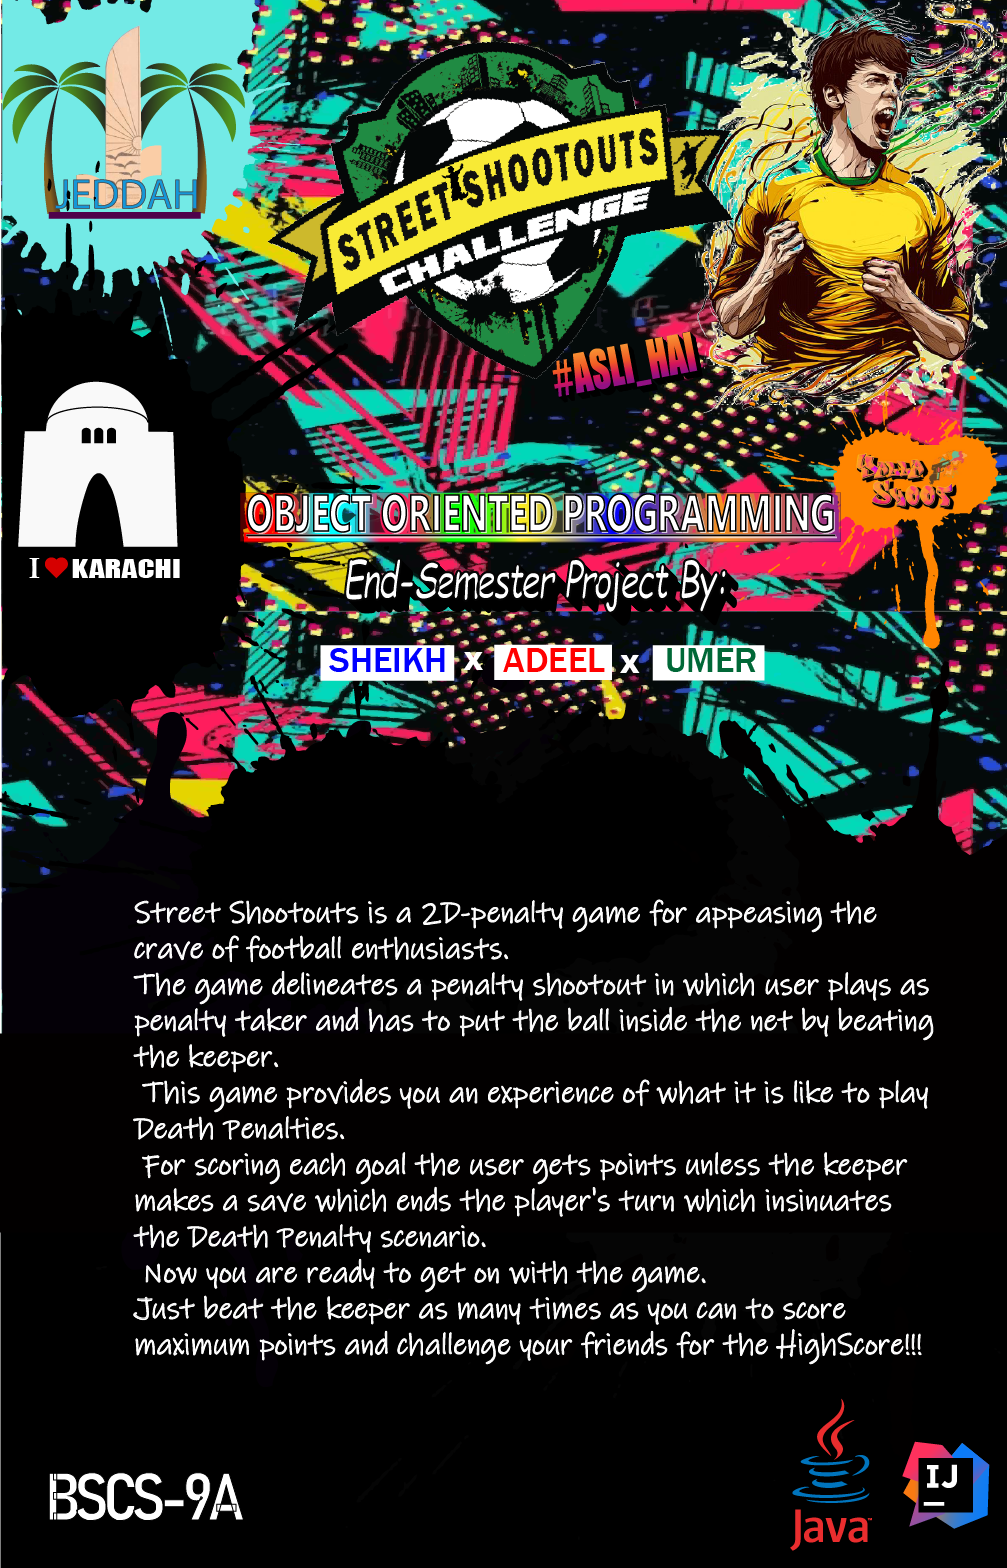 JEDDAH
STREET SHOOTOUTS
CHALLENGE
#ASLI_HAI
I ❤ KARACHI
OBJECT ORIENTED PROGRAMMING
End-Semester Project By:
SHEIKH x ADEEL x UMER
Street Shootouts is a 2D-penalty game for appeasing the
crave of football enthusiasts.
The game delineates a penalty shootout in which user plays as
penalty taker and has to put the ball inside the net by beating
the keeper.
This game provides you an experience of what it is like to play
Death Penalties.
For scoring each goal the user gets points unless the keeper
makes a save which ends the player's turn which insinuates
the Death Penalty scenario.
Now you are ready to get on with the game.
Just beat the keeper as many times as you can to score
maximum points and challenge your friends for the HighScore!!!
BSCS-9A
Java
IJ